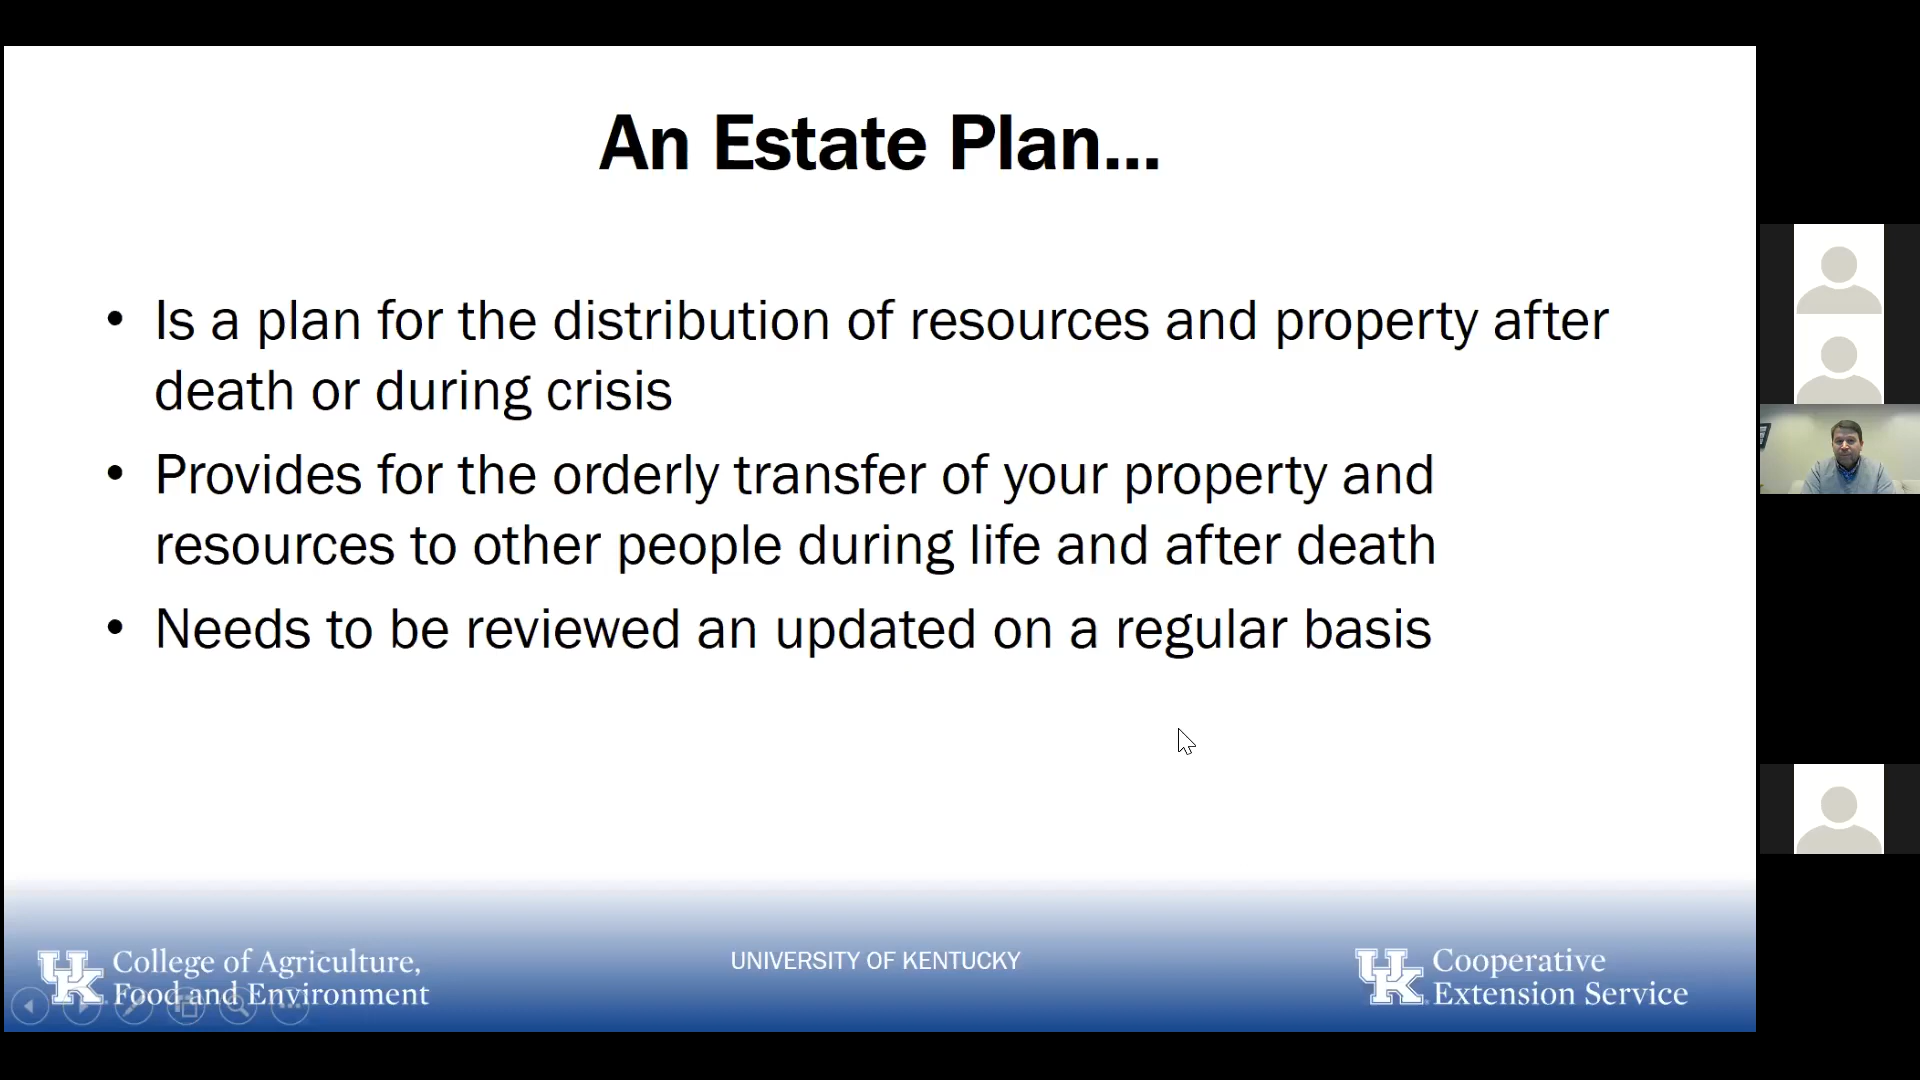 An Estate Plan...
• Is a plan for the distribution of resources and property after
death or during crisis
• Provides for the orderly transfer of your property and
resources to other people during life and after death
• Needs to be reviewed an updated on a regular basis
UK College of Agriculture,
Food and Environment
UNIVERSITY OF KENTUCKY
UK Cooperative
Extension Service